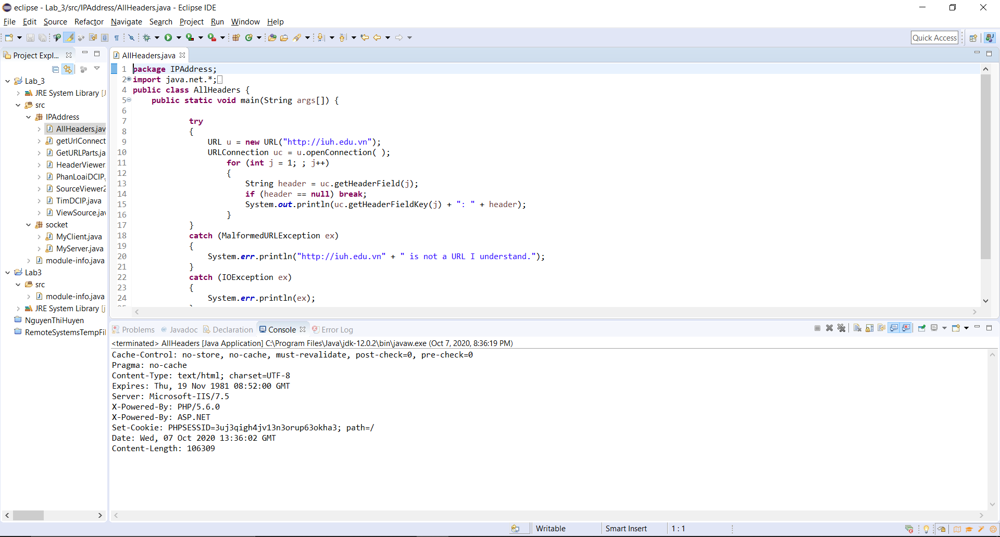 eclipse - Lab_3/src/IPAddress/AllHeaders.java - Eclipse IDE
File Edit Source Refactor Navigate Search Project Run Window Help
Quick Access
Project Expl...
Lab_3
JRE System Library [J
src
IPAddress
AllHeaders.jav
getUrlConnect
GetURLParts.ja
HeaderViewer
PhanLoaiDCIP.
SourceViewer2
TimDCIP.java
ViewSource.jav
socket
MyClient.java
MyServer.java
module-info.java
Lab3
src
module-info.java
JRE System Library [j
NguyenThiHuyen
RemoteSystemsTempFil
AllHeaders.java
1 package IPAddress;
2 import java.net.*;
4 public class AllHeaders {
5 public static void main(String args[]) {
6
7 try
8 {
9 URL u = new URL("http://iuh.edu.vn");
10 URLConnection uc = u.openConnection( );
11 for (int j = 1; ; j++)
12 {
13 String header = uc.getHeaderField(j);
14 if (header == null) break;
15 System.out.println(uc.getHeaderFieldKey(j) + ": " + header);
16 }
17 }
18 catch (MalformedURLException ex)
19 {
20 System.err.println("http://iuh.edu.vn" + " is not a URL I understand.");
21 }
22 catch (IOException ex)
23 {
24 System.err.println(ex);
Problems @ Javadoc Declaration Console Error Log
<terminated> AllHeaders [Java Application] C:\Program Files\Java\jdk-12.0.2\bin\javaw.exe (Oct 7, 2020, 8:36:19 PM)
Cache-Control: no-store, no-cache, must-revalidate, post-check=0, pre-check=0
Pragma: no-cache
Content-Type: text/html; charset=UTF-8
Expires: Thu, 19 Nov 1981 08:52:00 GMT
Server: Microsoft-IIS/7.5
X-Powered-By: PHP/5.6.0
X-Powered-By: ASP.NET
Set-Cookie: PHPSESSID=3uj3qigh4jv13n3orup63okha3; path=/
Date: Wed, 07 Oct 2020 13:36:02 GMT
Content-Length: 106309
Writable Smart Insert 1 : 1